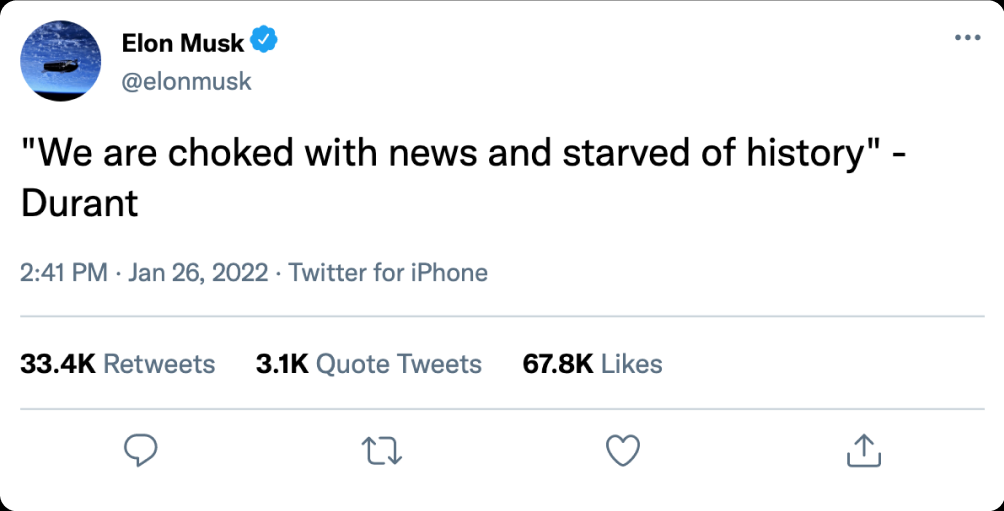 Elon Musk
@elonmusk
"We are choked with news and starved of history" -
Durant
2:41 PM · Jan 26, 2022 · Twitter for iPhone
33.4K Retweets 3.1K Quote Tweets 67.8K Likes